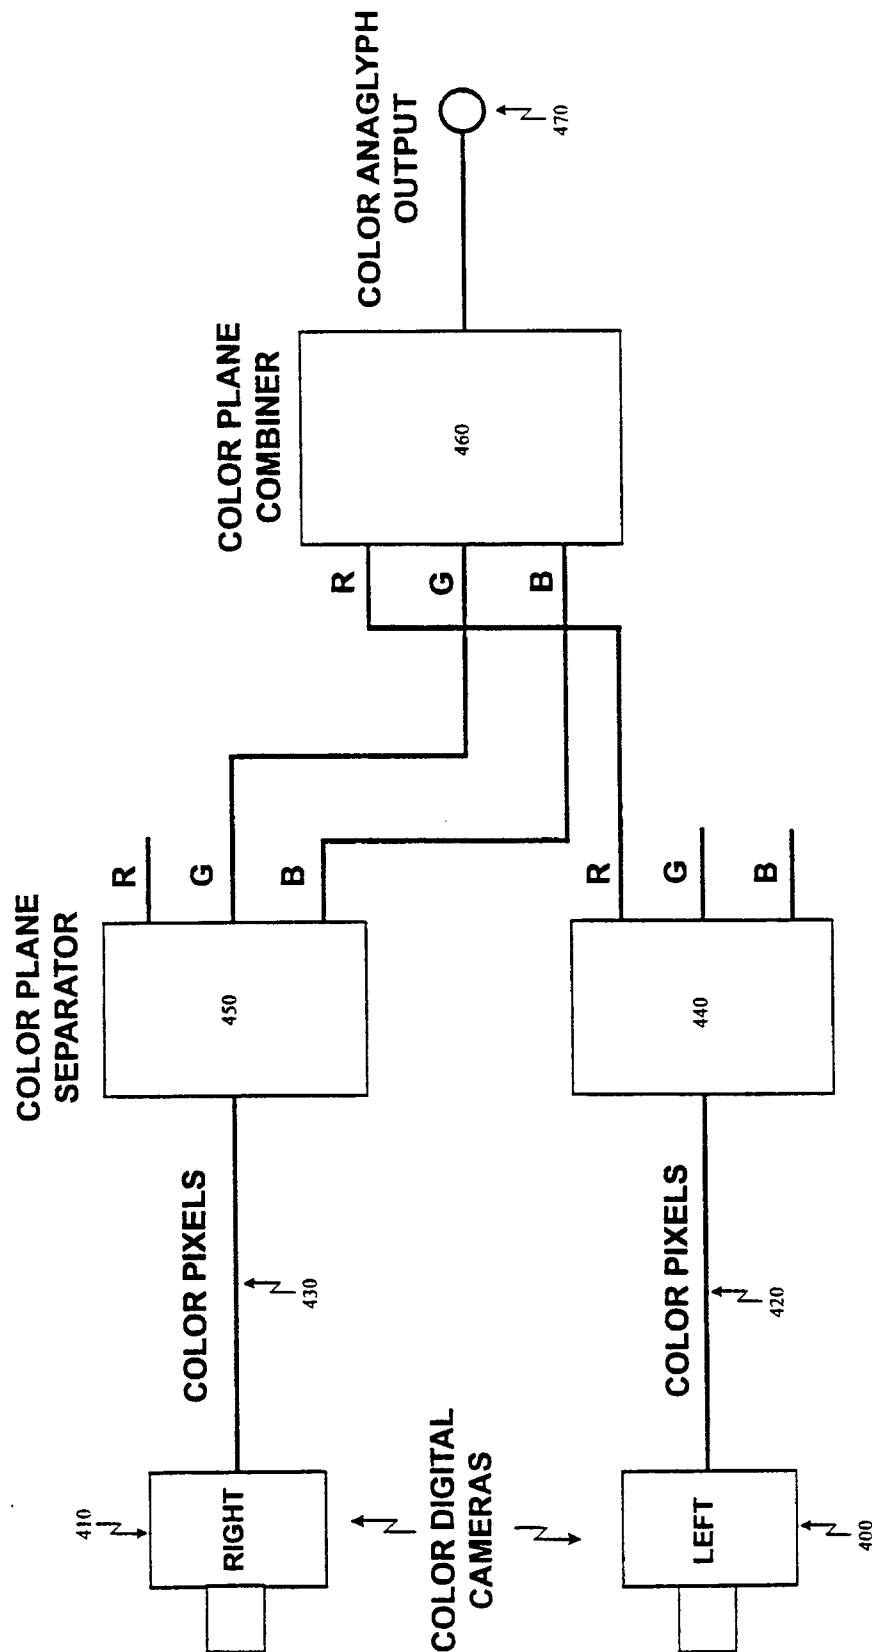 410
RIGHT
COLOR DIGITAL
CAMERAS
LEFT
400
COLOR PIXELS
430
COLOR PIXELS
420
COLOR PLANE
SEPARATOR
450
R
G
B
440
R
G
B
COLOR PLANE
COMBINER
R
G
B
460
COLOR ANAGLYPH
OUTPUT
470